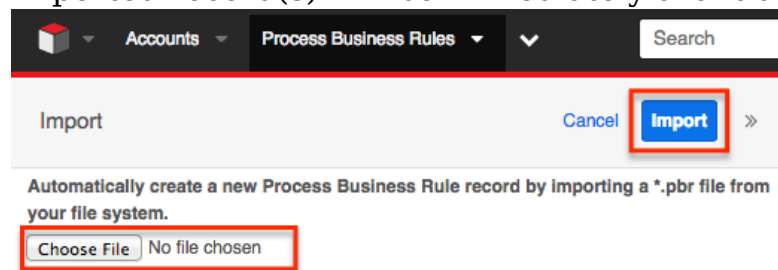 Accounts Process Business Rules Search
Import Cancel Import »
Automatically create a new Process Business Rule record by importing a *.pbr file from
your file system.
Choose File No file chosen